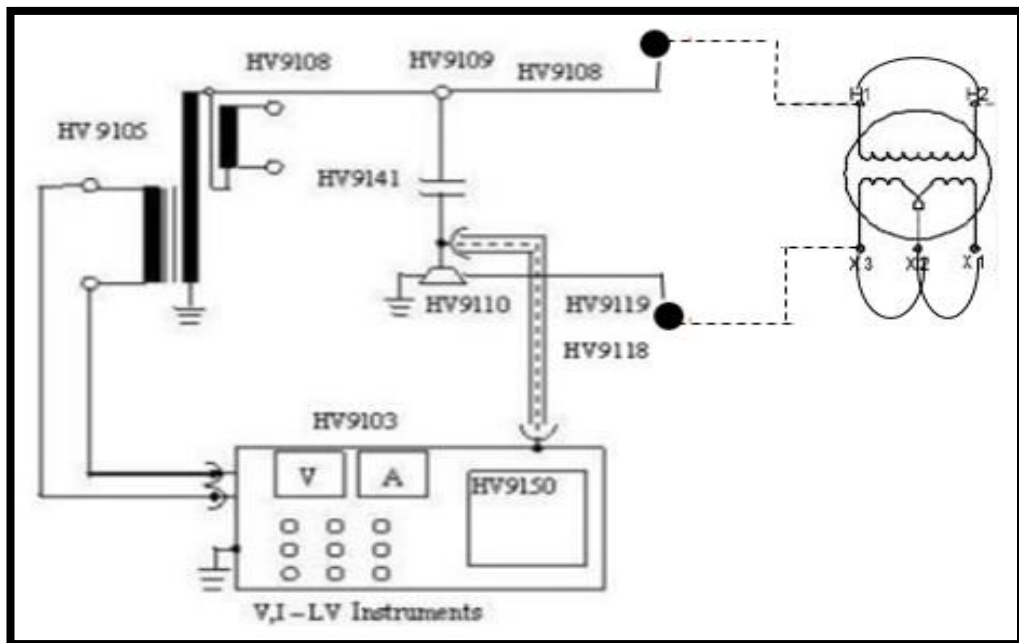 HV9108
HV9109
HV9108
H1
H2
HV 9105
HV9141
X3
X2
X1
HV9110
HV9119
HV9118
HV9103
V
A
HV9150
V,I – LV Instruments